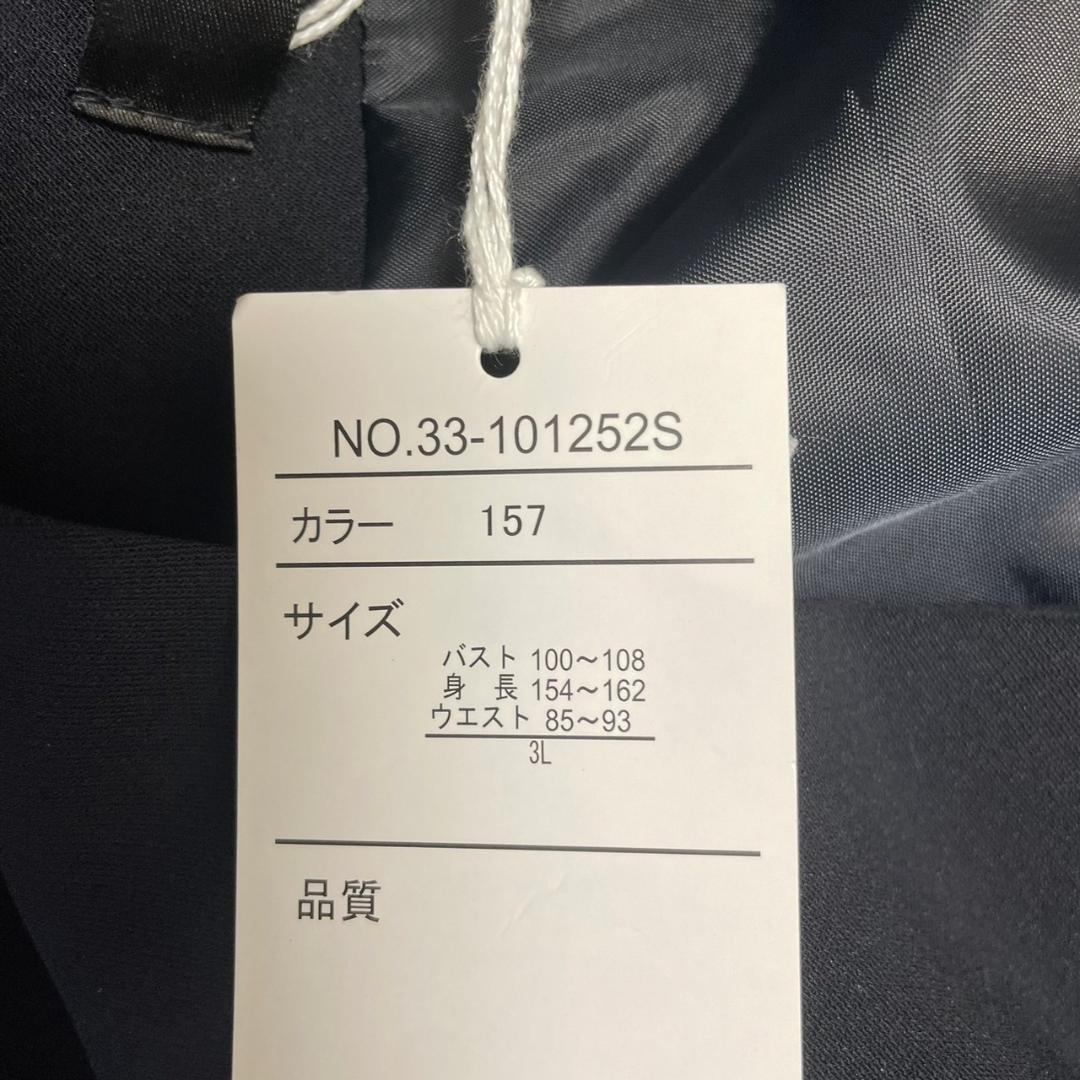 NO.33-101252S
カラー 157
サイズ
バスト 100～108
身 長 154～162
ウエスト 85～93
3L
品質